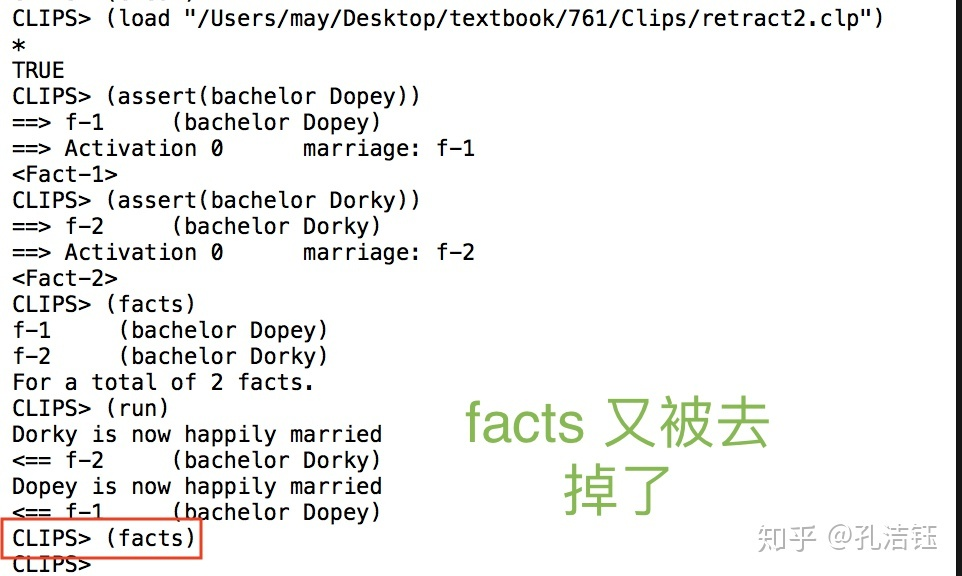 CLIPS> (load "/Users/may/Desktop/textbook/761/Clips/retract2.clp")
*
TRUE
CLIPS> (assert(bachelor Dopey))
==> f-1     (bachelor Dopey)
==> Activation 0      marriage: f-1
<Fact-1>
CLIPS> (assert(bachelor Dorky))
==> f-2     (bachelor Dorky)
==> Activation 0      marriage: f-2
<Fact-2>
CLIPS> (facts)
f-1     (bachelor Dopey)
f-2     (bachelor Dorky)
For a total of 2 facts.
CLIPS> (run)
Dorky is now happily married
<== f-2     (bachelor Dorky)
Dopey is now happily married
<== f-1     (bachelor Dopey)
CLIPS> (facts)
CLIPS>
facts 又被去
掉了
知乎 @孔洁钰